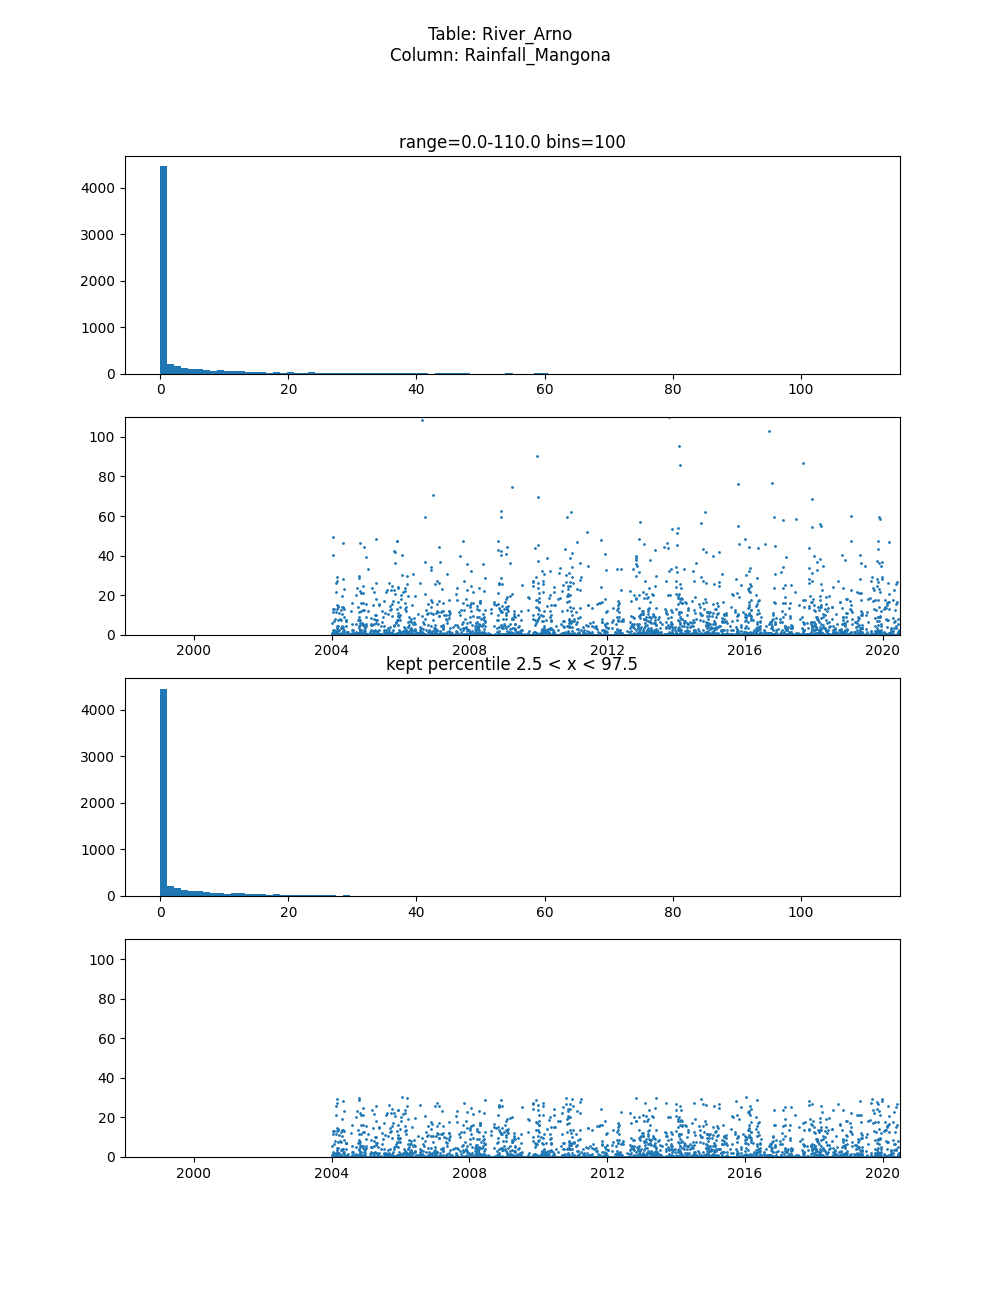 Table: River_Arno
Column: Rainfall_Mangona
range=0.0-110.0 bins=100
4000
3000
2000
1000
0
0 20 40 60 80 100
100
80
60
40
20
0
2000 2004 2008 2012 2016 2020
kept percentile 2.5 < x < 97.5
4000
3000
2000
1000
0
0 20 40 60 80 100
100
80
60
40
20
0
2000 2004 2008 2012 2016 2020